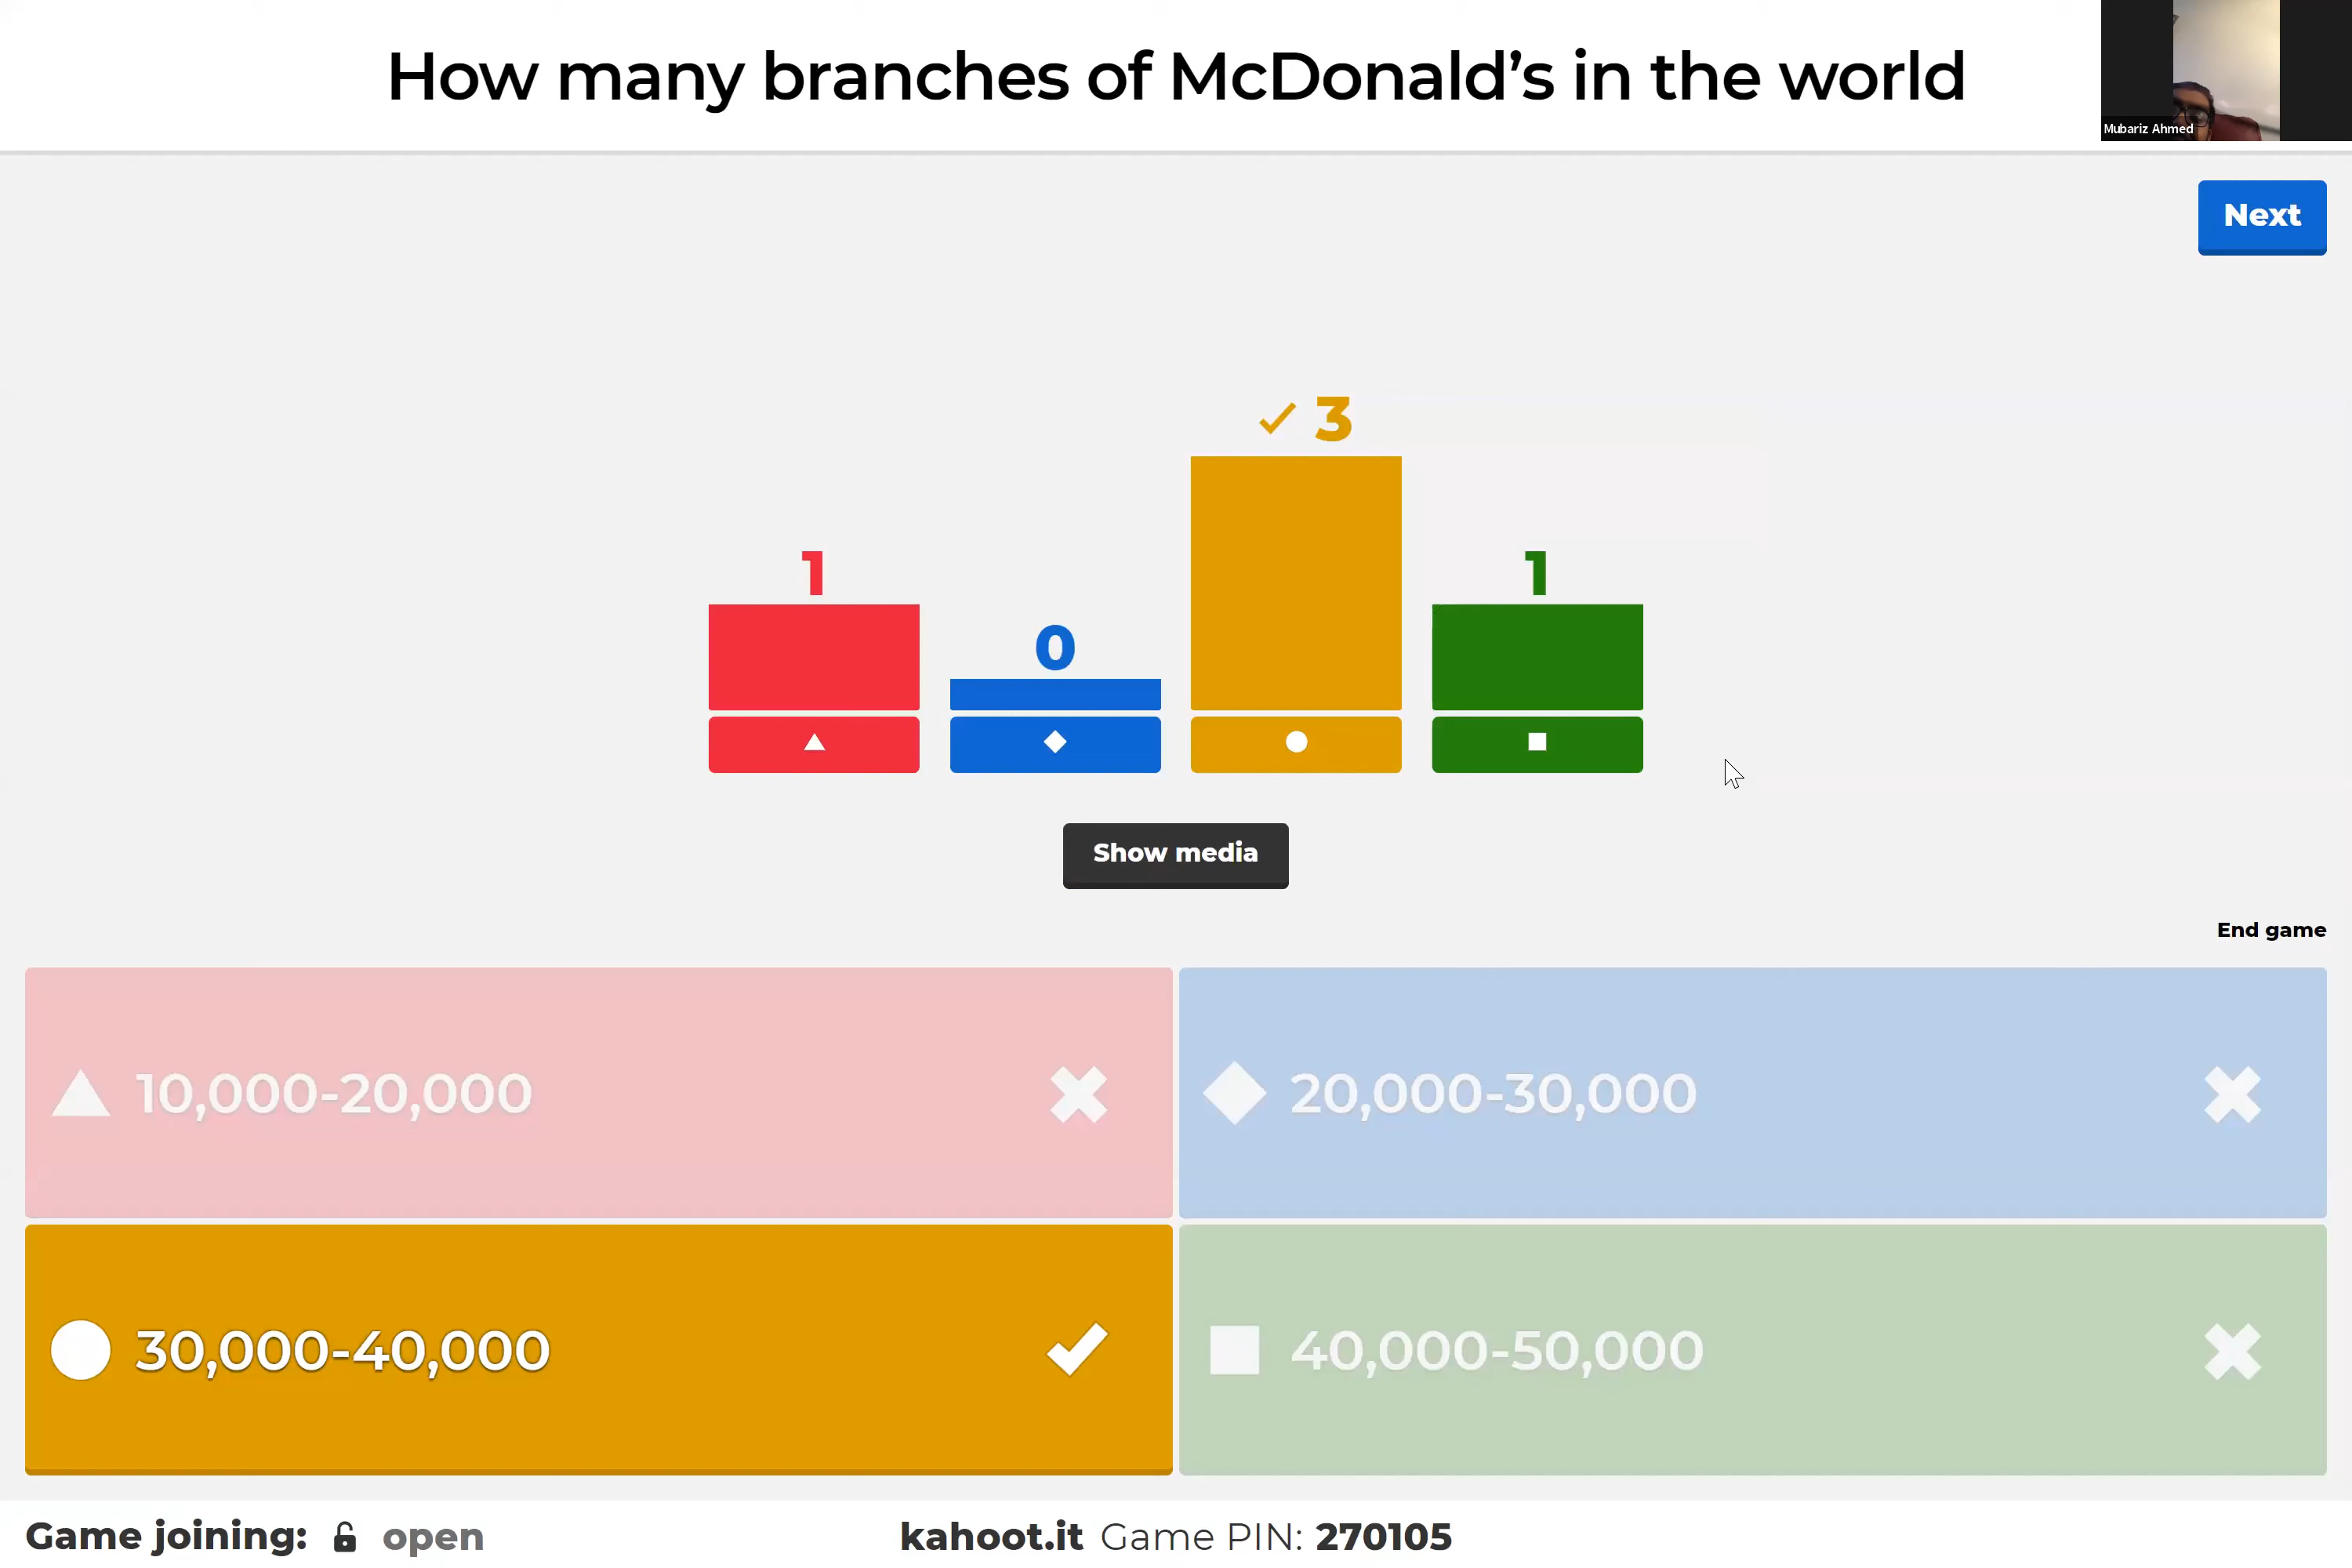 How many branches of McDonald’s in the world
Mubariz Ahmed
Next
3
1
1
0
Show media
End game
10,000-20,000
20,000-30,000
30,000-40,000
40,000-50,000
Game joining: open
kahoot.it Game PIN: 270105